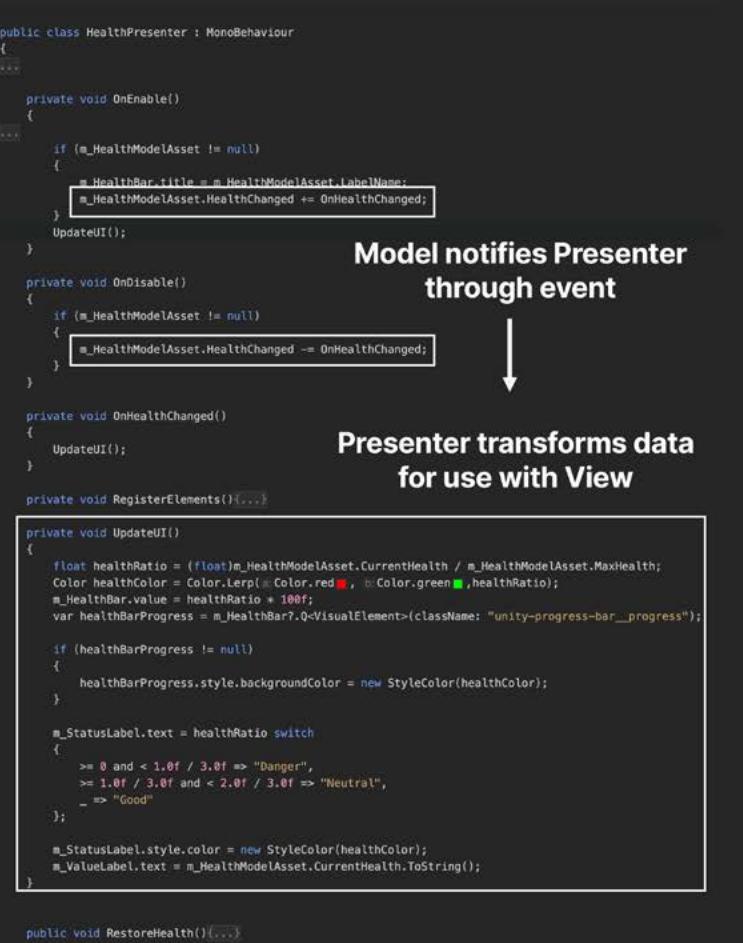 public class HealthPresenter : MonoBehaviour
{
...
private void OnEnable()
{
...
if (m_HealthModelAsset != null)
{
m_HealthBar.title = m_HealthModelAsset.LabelName;
m_HealthModelAsset.HealthChanged += OnHealthChanged;
}
UpdateUI();
}
Model notifies Presenter
through event
private void OnDisable()
{
if (m_HealthModelAsset != null)
{
m_HealthModelAsset.HealthChanged -= OnHealthChanged;
}
}
private void OnHealthChanged()
{
UpdateUI();
}
Presenter transforms data
for use with View
private void RegisterElements(){...}
private void UpdateUI()
{
float healthRatio = (float)m_HealthModelAsset.CurrentHealth / m_HealthModelAsset.MaxHealth;
Color healthColor = Color.Lerp(a: Color.red, b: Color.green,healthRatio);
m_HealthBar.value = healthRatio * 100f;
var healthBarProgress = m_HealthBar?.Q<VisualElement>(className: "unity-progress-bar__progress");
if (healthBarProgress != null)
{
healthBarProgress.style.backgroundColor = new StyleColor(healthColor);
}
m_StatusLabel.text = healthRatio switch
{
>= 0 and < 1.0f / 3.0f => "Danger",
>= 1.0f / 3.0f and < 2.0f / 3.0f => "Neutral",
_ => "Good"
};
m_StatusLabel.style.color = new StyleColor(healthColor);
m_ValueLabel.text = m_HealthModelAsset.CurrentHealth.ToString();
}
public void RestoreHealth(){...}